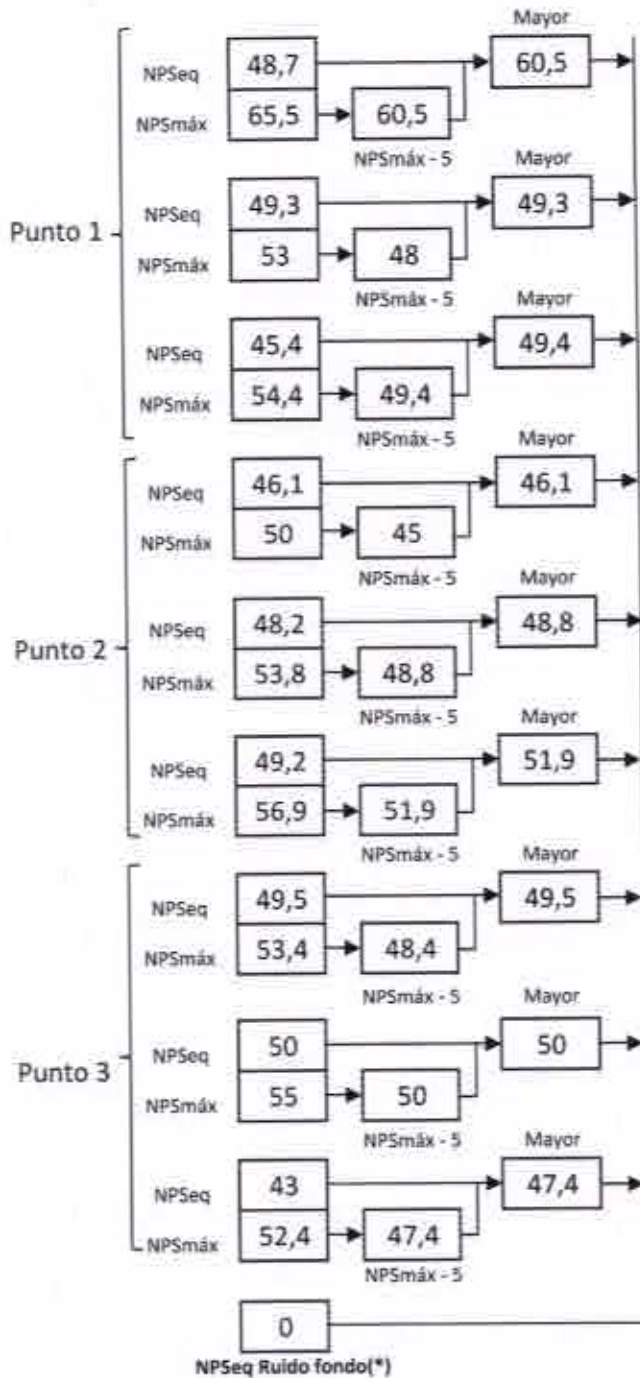 Mayor
NPSeq 48,7 60,5
NPSmáx 65,5 60,5
NPSmáx - 5
Mayor
NPSeq 49,3 49,3
Punto 1
NPSmáx 53 48
NPSmáx - 5
Mayor
NPSeq 45,4 49,4
NPSmáx 54,4 49,4
NPSmáx - 5
Mayor
NPSeq 46,1 46,1
NPSmáx 50 45
NPSmáx - 5
Mayor
NPSeq 48,2 48,8
Punto 2
NPSmáx 53,8 48,8
NPSmáx - 5
Mayor
NPSeq 49,2 51,9
NPSmáx 56,9 51,9
NPSmáx - 5
Mayor
NPSeq 49,5 49,5
NPSmáx 53,4 48,4
NPSmáx - 5
Mayor
NPSeq 50 50
Punto 3
NPSmáx 55 50
NPSmáx - 5
Mayor
NPSeq 43 47,4
NPSmáx 52,4 47,4
NPSmáx - 5
0
NPSeq Ruido fondo(*)